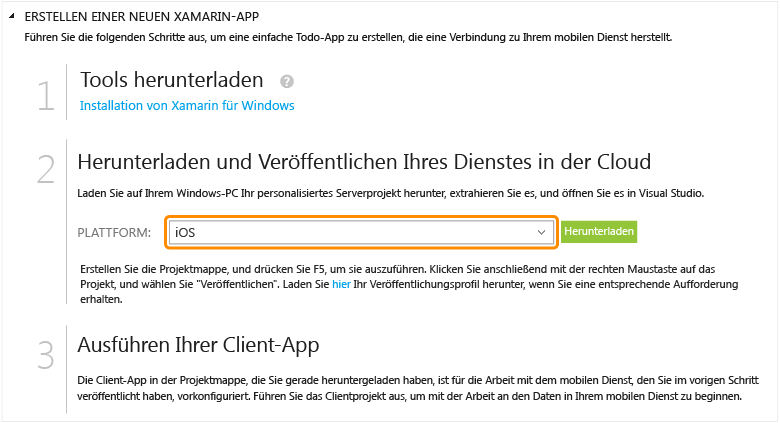 ERSTELLEN EINER NEUEN XAMARIN-APP
Führen Sie die folgenden Schritte aus, um eine einfache Todo-App zu erstellen, die eine Verbindung zu Ihrem mobilen Dienst herstellt.
1
Tools herunterladen ?
Installation von Xamarin für Windows
2
Herunterladen und Veröffentlichen Ihres Dienstes in der Cloud
Laden Sie auf Ihrem Windows-PC Ihr personalisiertes Serverprojekt herunter, extrahieren Sie es, und öffnen Sie es in Visual Studio.
PLATTFORM: iOS Herunterladen
Erstellen Sie die Projektmappe, und drücken Sie F5, um sie auszuführen. Klicken Sie anschließend mit der rechten Maustaste auf das
Projekt, und wählen Sie "Veröffentlichen". Laden Sie hier Ihr Veröffentlichungsprofil herunter, wenn Sie eine entsprechende Aufforderung
erhalten.
3
Ausführen Ihrer Client-App
Die Client-App in der Projektmappe, die Sie gerade heruntergeladen haben, ist für die Arbeit mit dem mobilen Dienst, den Sie im vorigen Schritt
veröffentlicht haben, vorkonfiguriert. Führen Sie das Clientprojekt aus, um mit der Arbeit an den Daten in Ihrem mobilen Dienst zu beginnen.